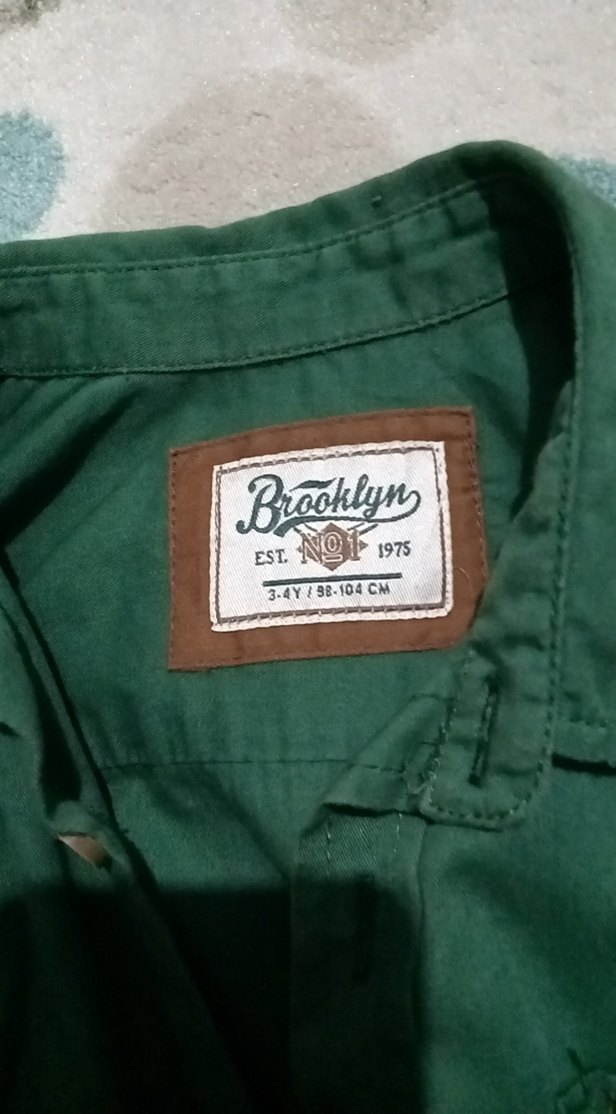 Brooklyn
EST. No1 1975
3-4Y / 98-104 CM